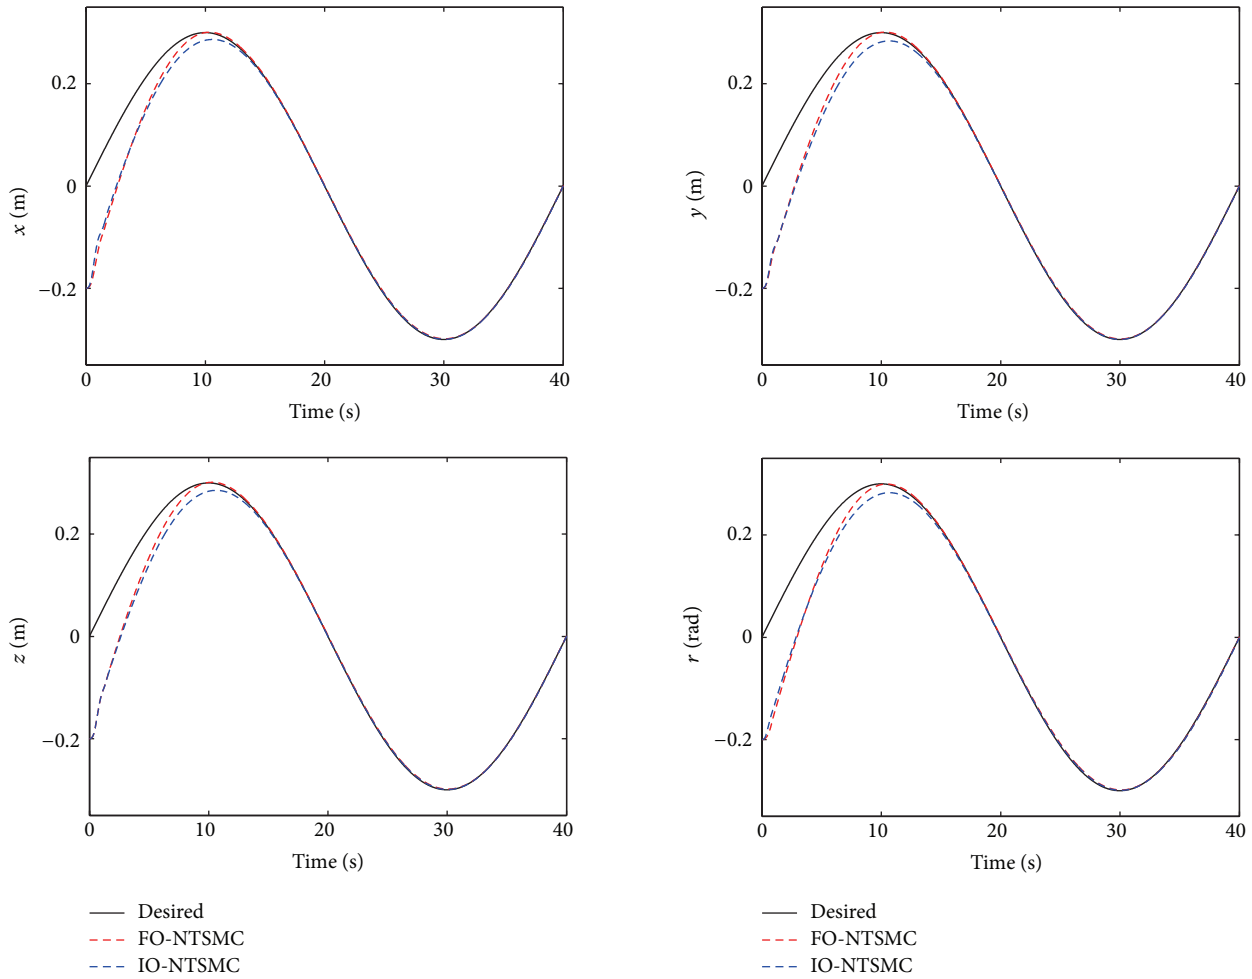 0.2
0
−0.2
x (m)
0 10 20 30 40
Time (s)
0.2
0
−0.2
y (m)
0 10 20 30 40
Time (s)
0.2
0
−0.2
z (m)
0 10 20 30 40
Time (s)
0.2
0
−0.2
r (rad)
0 10 20 30 40
Time (s)
Desired
FO-NTSMC
IO-NTSMC
Desired
FO-NTSMC
IO-NTSMC